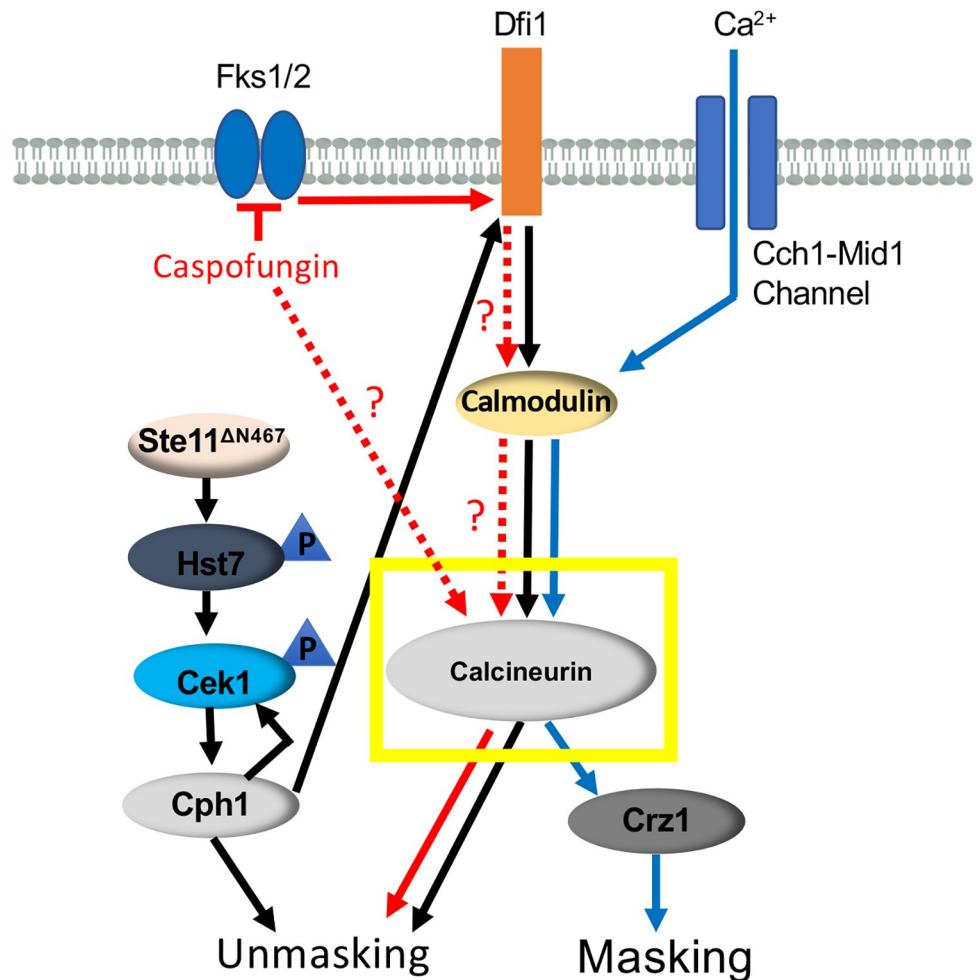 Dfi1
Ca²⁺
Fks1/2
Cch1-Mid1
Channel
Caspofungin
?
?
Calmodulin
Ste11ΔN467
?
Hst7
P
Cek1
P
Calcineurin
Cph1
Crz1
Unmasking
Masking